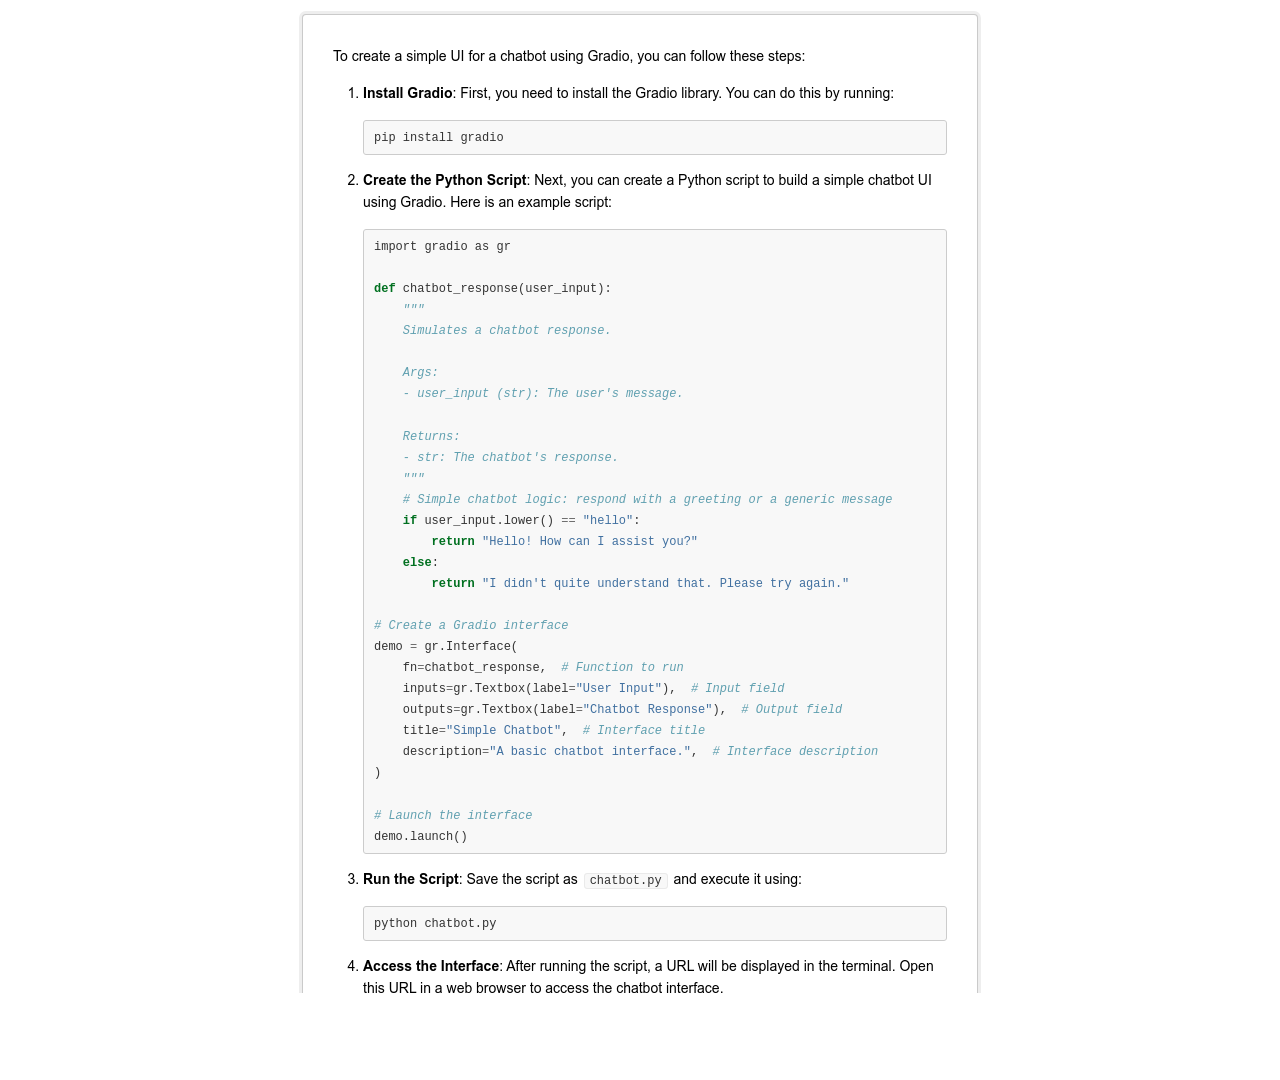 To create a simple UI for a chatbot using Gradio, you can follow these steps:
1. Install Gradio: First, you need to install the Gradio library. You can do this by running:
pip install gradio
2. Create the Python Script: Next, you can create a Python script to build a simple chatbot UI
using Gradio. Here is an example script:
import gradio as gr
def chatbot_response(user_input):
    """
    Simulates a chatbot response.
    Args:
    - user_input (str): The user's message.
    Returns:
    - str: The chatbot's response.
    """
    # Simple chatbot logic: respond with a greeting or a generic message
    if user_input.lower() == "hello":
        return "Hello! How can I assist you?"
    else:
        return "I didn't quite understand that. Please try again."
# Create a Gradio interface
demo = gr.Interface(
    fn=chatbot_response,  # Function to run
    inputs=gr.Textbox(label="User Input"),  # Input field
    outputs=gr.Textbox(label="Chatbot Response"),  # Output field
    title="Simple Chatbot",  # Interface title
    description="A basic chatbot interface.",  # Interface description
)
# Launch the interface
demo.launch()
3. Run the Script: Save the script as chatbot.py and execute it using:
python chatbot.py
4. Access the Interface: After running the script, a URL will be displayed in the terminal. Open
this URL in a web browser to access the chatbot interface.